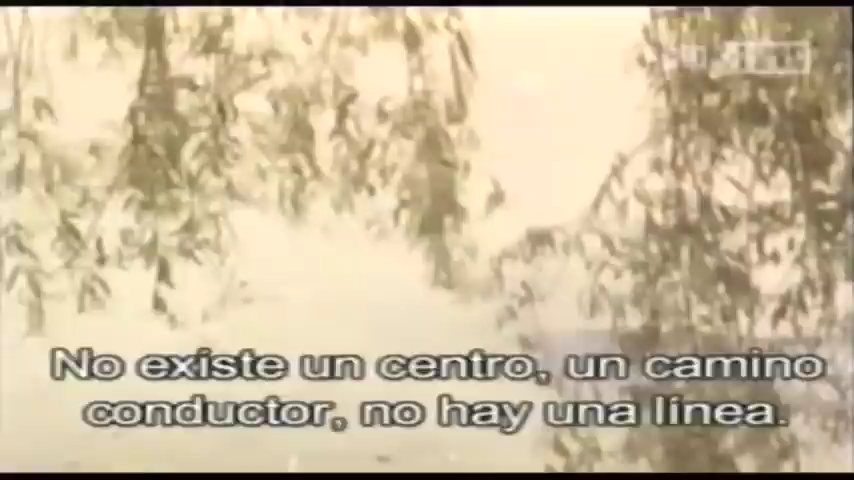 No existe un centro, un camino
conductor, no hay una línea.